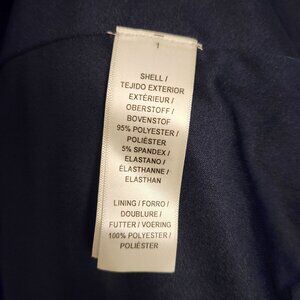 1
SHELL /
TEJIDO EXTERIOR
EXTÉRIEUR /
OBERSTOFF /
BOVENSTOF
95% POLYESTER /
POLIÉSTER
5% SPANDEX /
ELASTANO /
ÉLASTHANNE /
ELASTHAN
LINING / FORRO /
DOUBLURE /
FUTTER / VOERING
100% POLYESTER /
POLIÉSTER